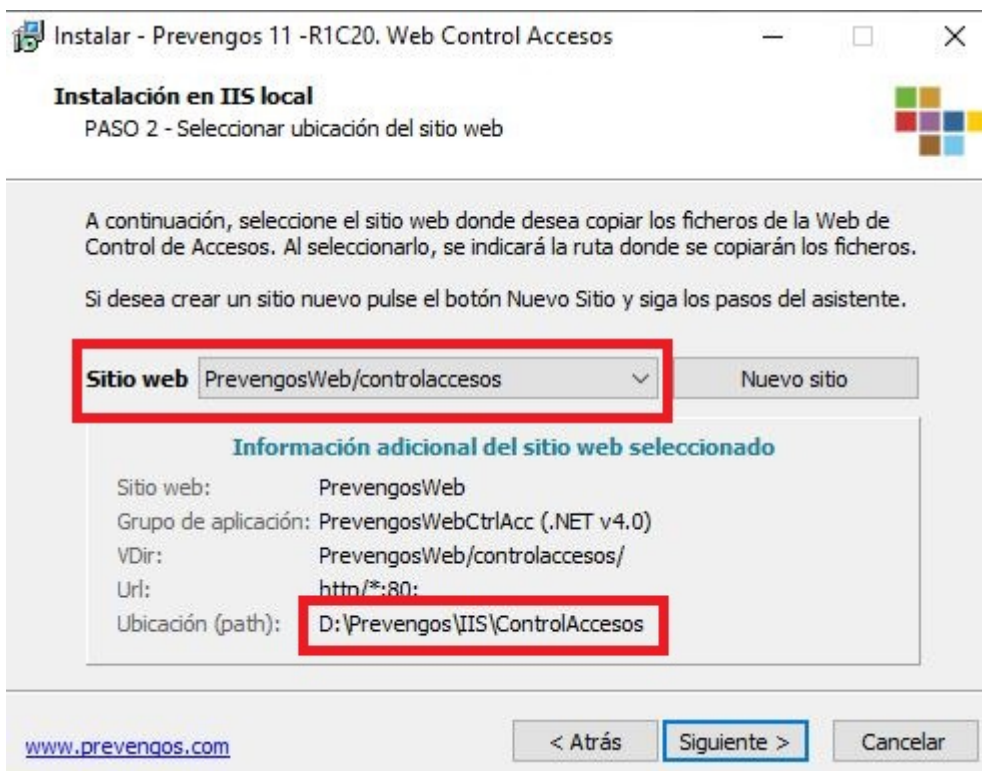 Instalar - Prevengos 11 -R1C20. Web Control Accesos
Instalación en IIS local
PASO 2 - Seleccionar ubicación del sitio web
A continuación, seleccione el sitio web donde desea copiar los ficheros de la Web de
Control de Accesos. Al seleccionarlo, se indicará la ruta donde se copiarán los ficheros.
Si desea crear un sitio nuevo pulse el botón Nuevo Sitio y siga los pasos del asistente.
Sitio web PrevengosWeb/controlaccesos Nuevo sitio
Información adicional del sitio web seleccionado
Sitio web: PrevengosWeb
Grupo de aplicación: PrevengosWebCtrlAcc (.NET v4.0)
VDir: PrevengosWeb/controlaccesos/
Url: http/*:80:
Ubicación (path): D:\Prevengos\IIS\ControlAccesos
www.prevengos.com < Atrás Siguiente > Cancelar